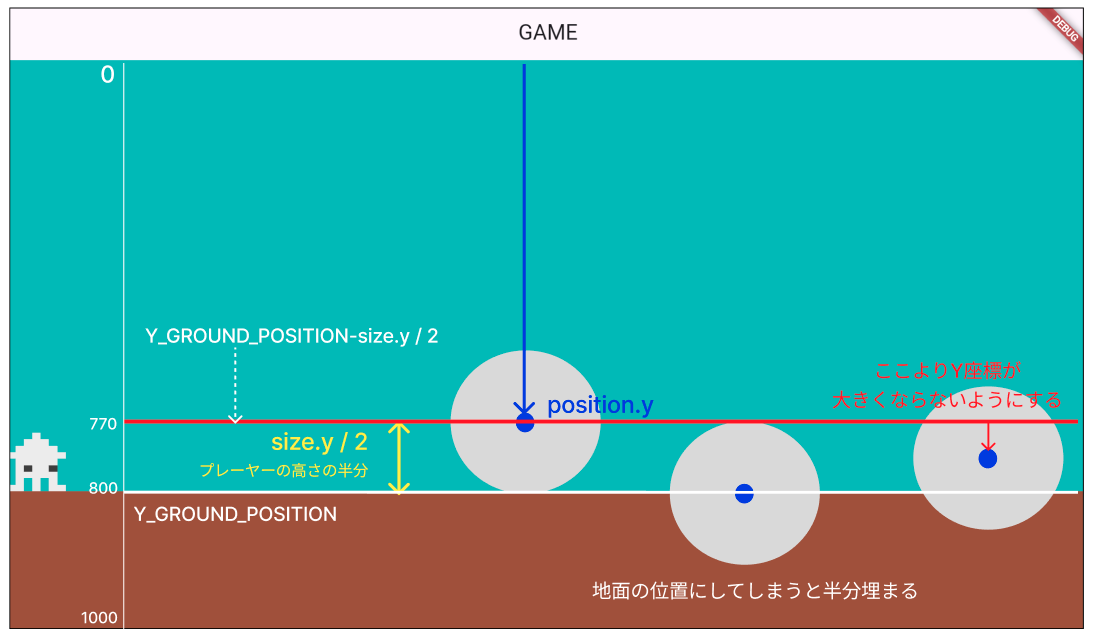 GAME
DEBUG
0
Y_GROUND_POSITION-size.y / 2
ここよりY座標が
大きくならないようにする
position.y
770
size.y / 2
プレーヤーの高さの半分
800
Y_GROUND_POSITION
地面の位置にしてしまうと半分埋まる
1000